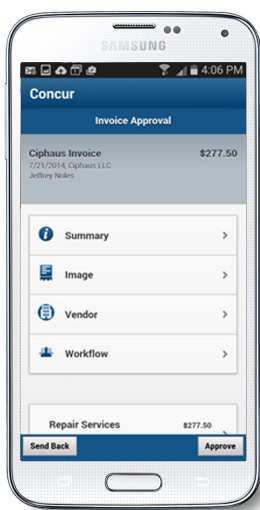 SAMSUNG
4:06 PM
Concur
Invoice Approval
Ciphaus Invoice $277.50
7/21/2014, Ciphaus LLC
Jeffrey Noles
Summary
Image
Vendor
Workflow
Repair Services $277.50
Send Back Approve